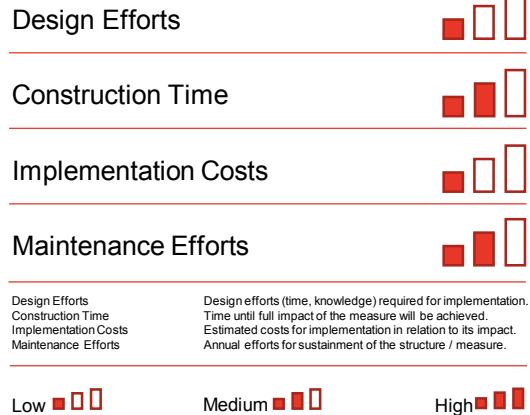 Design Efforts
Construction Time
Implementation Costs
Maintenance Efforts
Design Efforts Design efforts (time, knowledge) required for implementation.
Construction Time Time until full impact of the measure will be achieved.
Implementation Costs Estimated costs for implementation in relation to its impact.
Maintenance Efforts Annual efforts for sustainment of the structure / measure.
Low Medium High